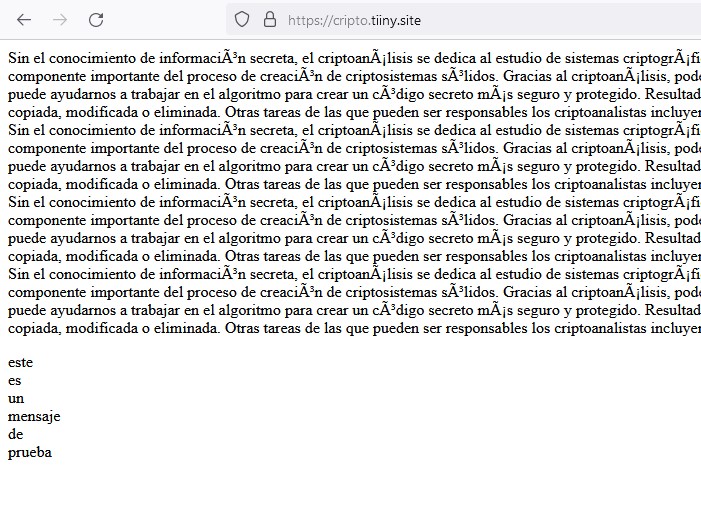 https://cripto.tiiny.site
Sin el conocimiento de informaciÃ³n secreta, el criptoanÃ¡lisis se dedica al estudio de sistemas criptogrÃ¡fi
componente importante del proceso de creaciÃ³n de criptosistemas sÃ³lidos. Gracias al criptoanÃ¡lisis, pod
puede ayudarnos a trabajar en el algoritmo para crear un cÃ³digo secreto mÃ¡s seguro y protegido. Resultad
copiada, modificada o eliminada. Otras tareas de las que pueden ser responsables los criptoanalistas incluyen
Sin el conocimiento de informaciÃ³n secreta, el criptoanÃ¡lisis se dedica al estudio de sistemas criptogrÃ¡fi
componente importante del proceso de creaciÃ³n de criptosistemas sÃ³lidos. Gracias al criptoanÃ¡lisis, pod
puede ayudarnos a trabajar en el algoritmo para crear un cÃ³digo secreto mÃ¡s seguro y protegido. Resultad
copiada, modificada o eliminada. Otras tareas de las que pueden ser responsables los criptoanalistas incluyen
Sin el conocimiento de informaciÃ³n secreta, el criptoanÃ¡lisis se dedica al estudio de sistemas criptogrÃ¡fi
componente importante del proceso de creaciÃ³n de criptosistemas sÃ³lidos. Gracias al criptoanÃ¡lisis, pod
puede ayudarnos a trabajar en el algoritmo para crear un cÃ³digo secreto mÃ¡s seguro y protegido. Resultad
copiada, modificada o eliminada. Otras tareas de las que pueden ser responsables los criptoanalistas incluyen
Sin el conocimiento de informaciÃ³n secreta, el criptoanÃ¡lisis se dedica al estudio de sistemas criptogrÃ¡fi
componente importante del proceso de creaciÃ³n de criptosistemas sÃ³lidos. Gracias al criptoanÃ¡lisis, pod
puede ayudarnos a trabajar en el algoritmo para crear un cÃ³digo secreto mÃ¡s seguro y protegido. Resultad
copiada, modificada o eliminada. Otras tareas de las que pueden ser responsables los criptoanalistas incluyen
este
es
un
mensaje
de
prueba